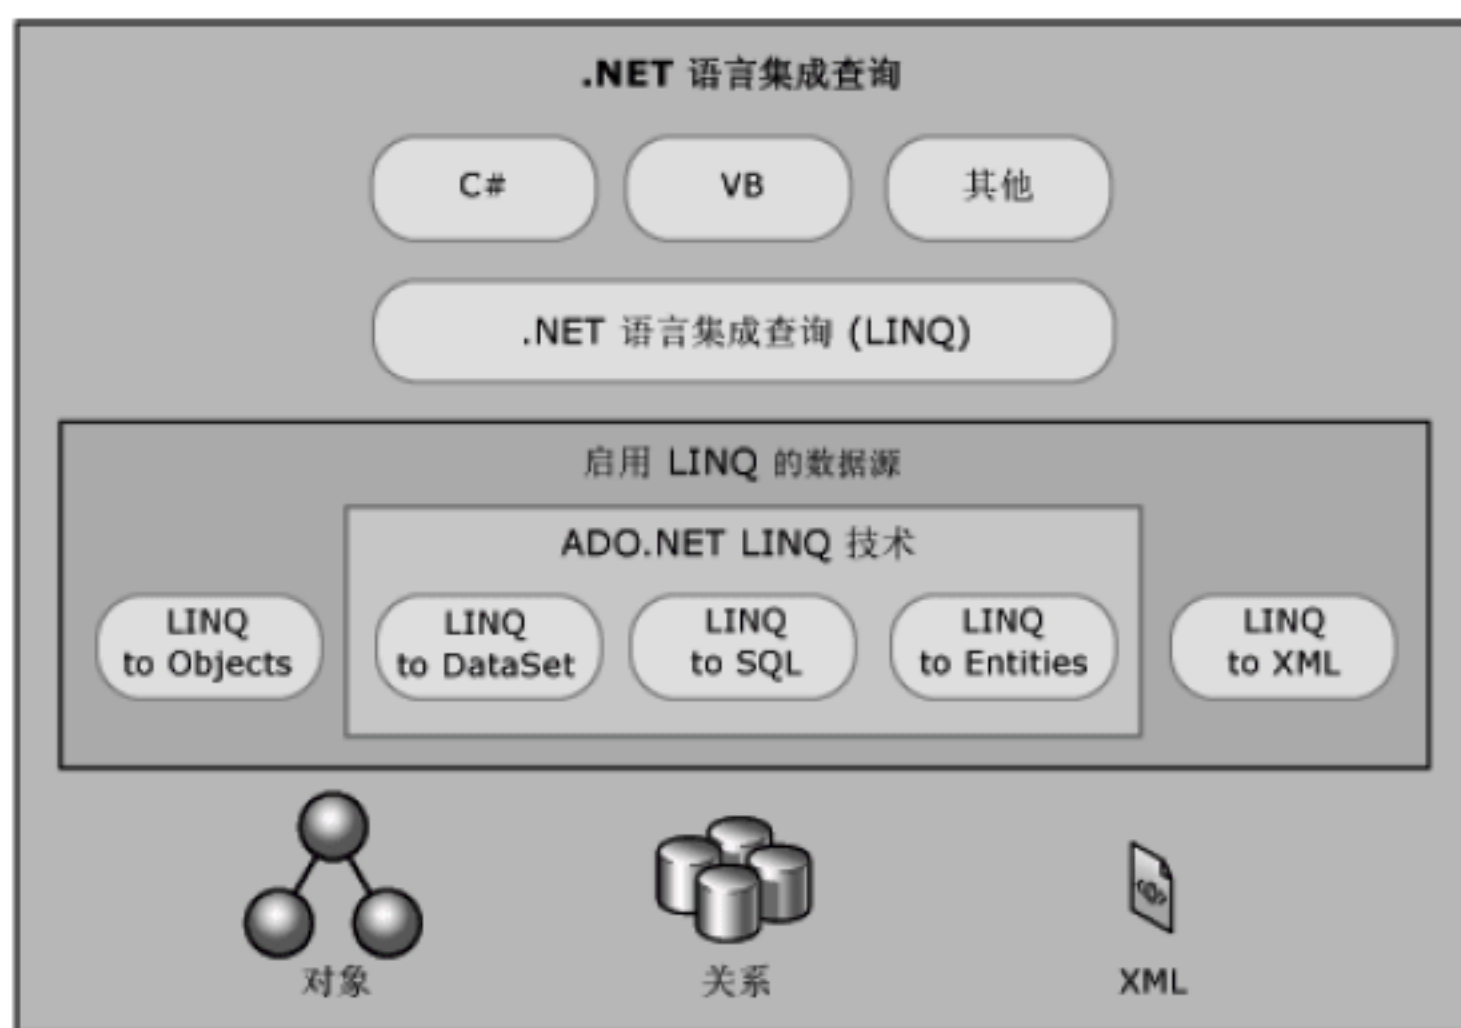 .NET 语言集成查询
C# VB 其他
.NET 语言集成查询 (LINQ)
启用 LINQ 的数据源
ADO.NET LINQ 技术
LINQ
to Objects
LINQ
to DataSet
LINQ
to SQL
LINQ
to Entities
LINQ
to XML
对象 关系 XML